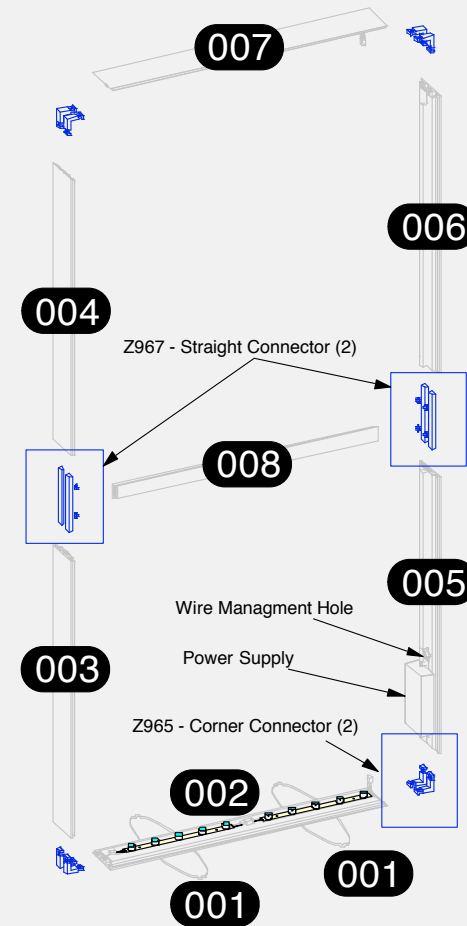 007
006
004
Z967 - Straight Connector (2)
008
005
Wire Managment Hole
003
Power Supply
Z965 - Corner Connector (2)
002
001
001